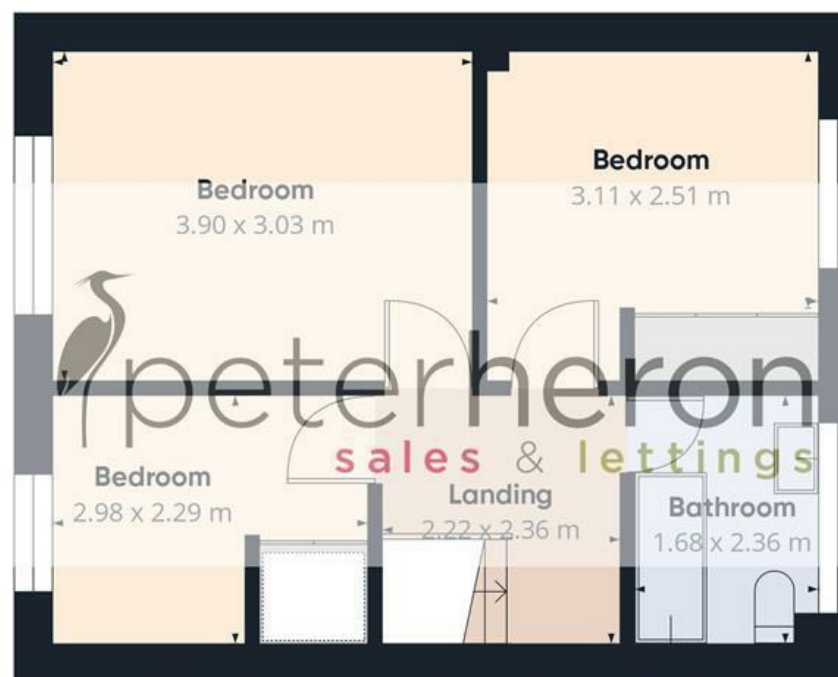 Bedroom
3.90 x 3.03 m
Bedroom
3.11 x 2.51 m
peterheron
sales & lettings
Bedroom
2.98 x 2.29 m
Landing
2.22 x 2.36 m
Bathroom
1.68 x 2.36 m